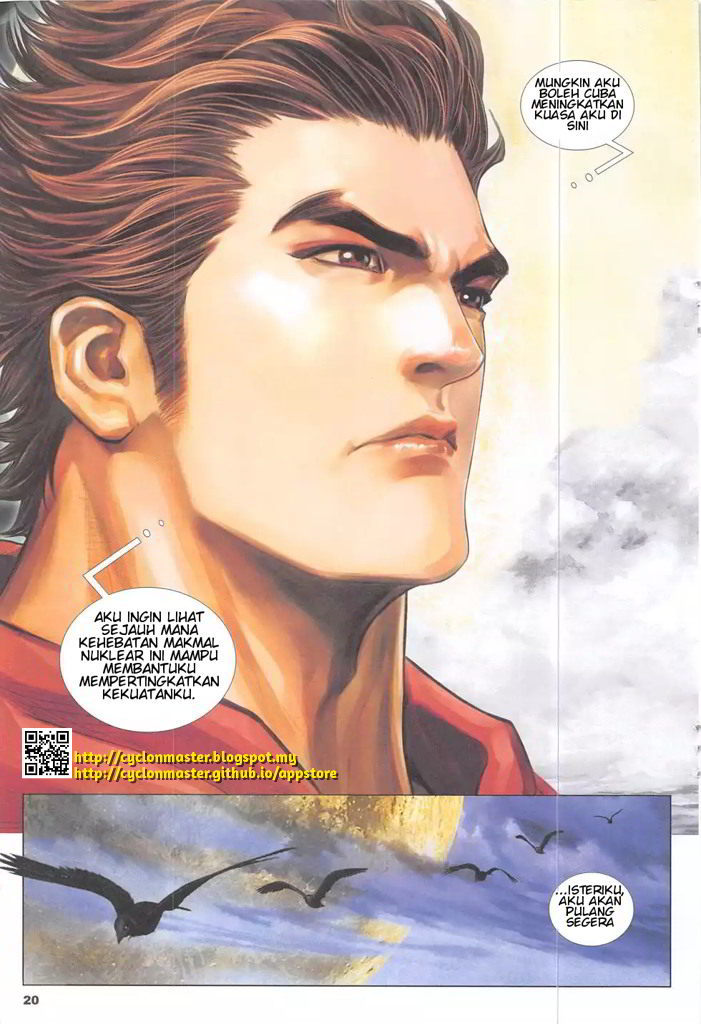 MUNGKIN AKU
BOLEH CUBA
MENINGKATKAN
KUASA AKU DI
SINI
AKU INGIN LIHAT
SEJAUH MANA
KEHEBATAN MAKMAL
NUKLEAR INI MAMPU
MEMBANTUKU
MEMPERTINGKATKAN
KEKUATANKU.
http://cyclonmaster.blogspot.my
http://cyclonmaster.github.io/appstore
...ISTERIKU,
AKU AKAN
PULANG
SEGERA
20